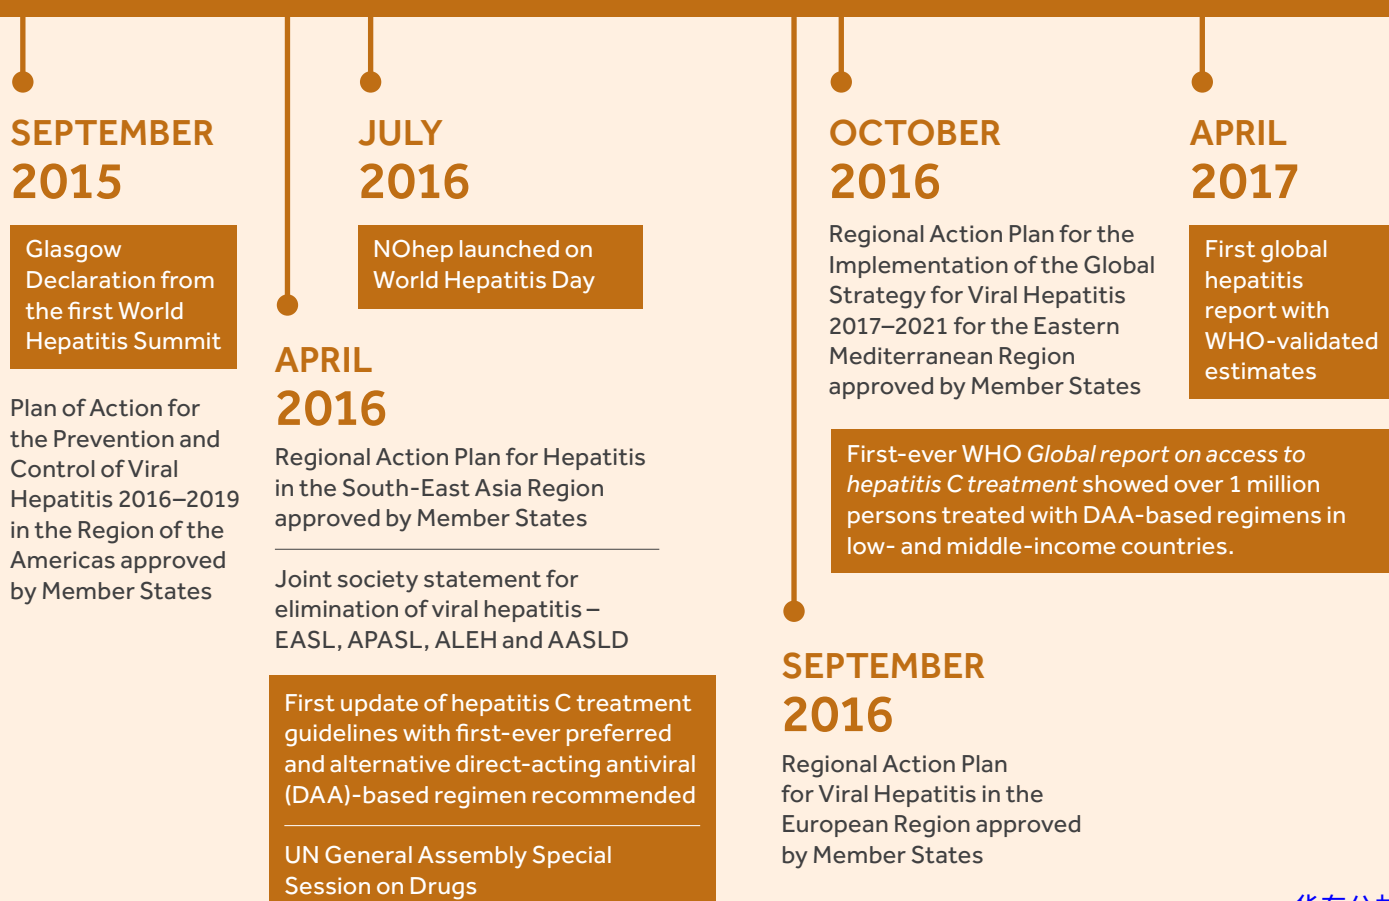 SEPTEMBER
2015
Glasgow
Declaration from
the first World
Hepatitis Summit
Plan of Action for
the Prevention and
Control of Viral
Hepatitis 2016–2019
in the Region of the
Americas approved
by Member States
APRIL
2016
Regional Action Plan for Hepatitis
in the South-East Asia Region
approved by Member States
Joint society statement for
elimination of viral hepatitis –
EASL, APASL, ALEH and AASLD
First update of hepatitis C treatment
guidelines with first-ever preferred
and alternative direct-acting antiviral
(DAA)-based regimen recommended
UN General Assembly Special
Session on Drugs
JULY
2016
NOhep launched on
World Hepatitis Day
SEPTEMBER
2016
Regional Action Plan
for Viral Hepatitis in the
European Region approved
by Member States
OCTOBER
2016
Regional Action Plan for the
Implementation of the Global
Strategy for Viral Hepatitis
2017–2021 for the Eastern
Mediterranean Region
approved by Member States
First-ever WHO Global report on access to
hepatitis C treatment showed over 1 million
persons treated with DAA-based regimens in
low- and middle-income countries.
APRIL
2017
First global
hepatitis
report with
WHO-validated
estimates